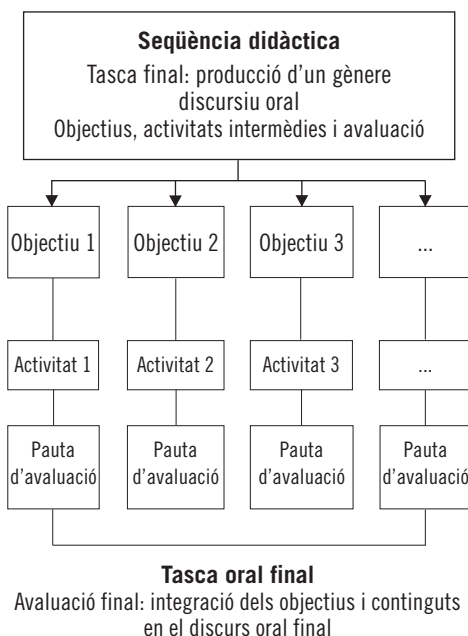 Seqüència didàctica
Tasca final: producció d’un gènere
discursiu oral
Objectius, activitats intermèdies i avaluació
Objectiu 1
Objectiu 2
Objectiu 3
...
Activitat 1
Activitat 2
Activitat 3
...
Pauta
d’avaluació
Pauta
d’avaluació
Pauta
d’avaluació
Pauta
d’avaluació
Tasca oral final
Avaluació final: integració dels objectius i continguts
en el discurs oral final